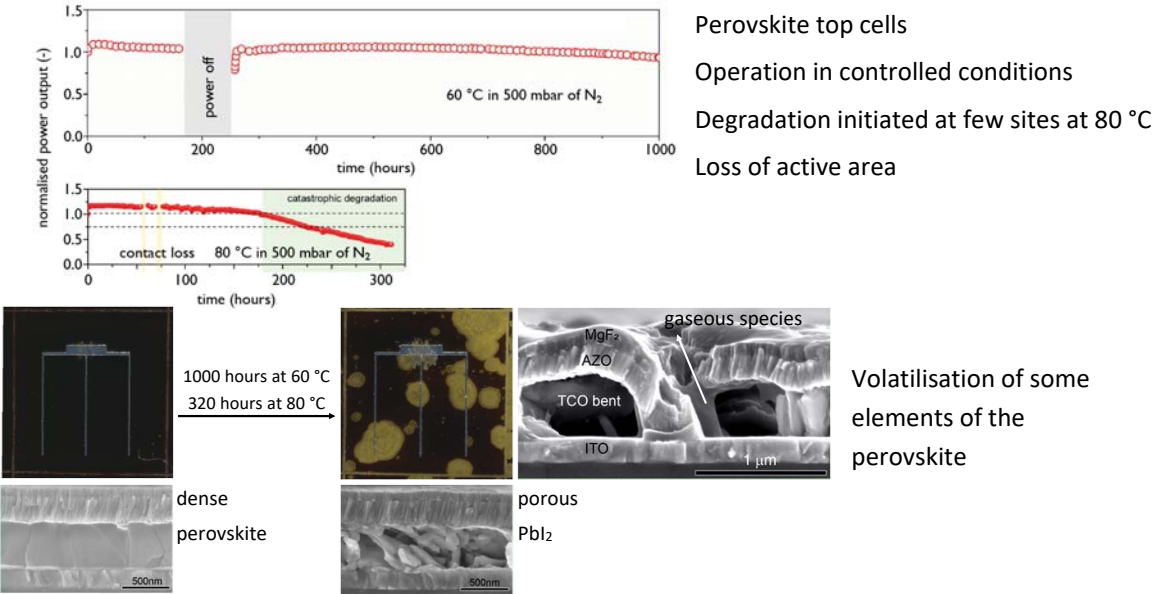 1.5
1.0
0.5
0.0
0
200
400
600
800
1000
time (hours)
normalised power output (-)
power off
60 °C in 500 mbar of N₂
Perovskite top cells
Operation in controlled conditions
Degradation initiated at few sites at 80 °C
Loss of active area
1.5
1.0
0.5
0.0
0
100
200
300
time (hours)
catastrophic degradation
contact loss
80 °C in 500 mbar of N₂
1000 hours at 60 °C
320 hours at 80 °C
gaseous species
MgF₂
AZO
TCO bent
ITO
1 µm
Volatilisation of some
elements of the
perovskite
dense
perovskite
500nm
porous
PbI₂
500nm